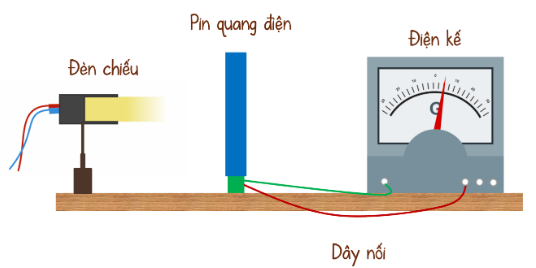 Pin quang điện
Điện kế
Đèn chiếu
G
Dây nối